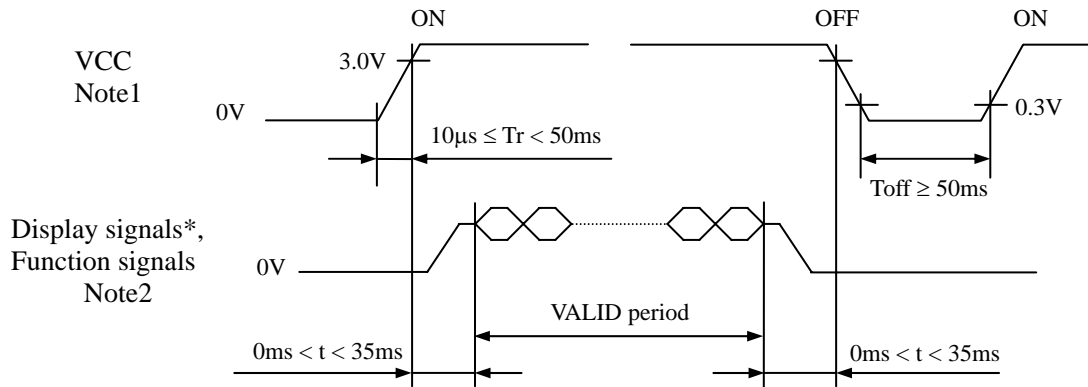 ON
OFF
ON
VCC
Note1
3.0V
0V
0.3V
10μs ≤ Tr < 50ms
Toff ≥ 50ms
Display signals*,
Function signals
Note2
0V
VALID period
0ms < t < 35ms
0ms < t < 35ms